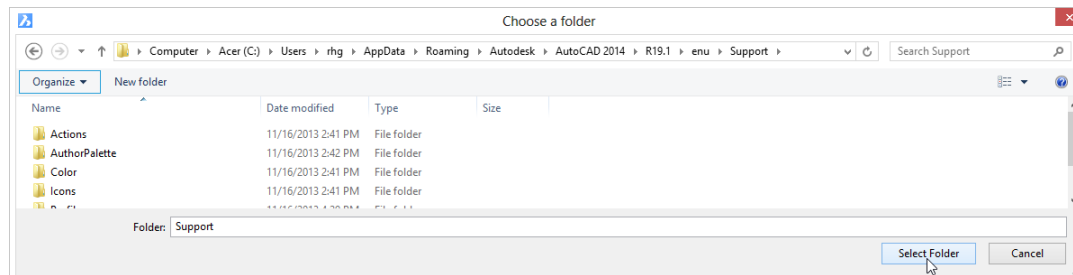 Choose a folder
Computer Acer (C:) Users rhg AppData Roaming Autodesk AutoCAD 2014 R19.1 enu Support Search Support
Organize New folder
Name Date modified Type Size
Actions 11/16/2013 2:41 PM File folder
AuthorPalette 11/16/2013 2:42 PM File folder
Color 11/16/2013 2:41 PM File folder
Icons 11/16/2013 2:41 PM File folder
Folder: Support
Select Folder Cancel